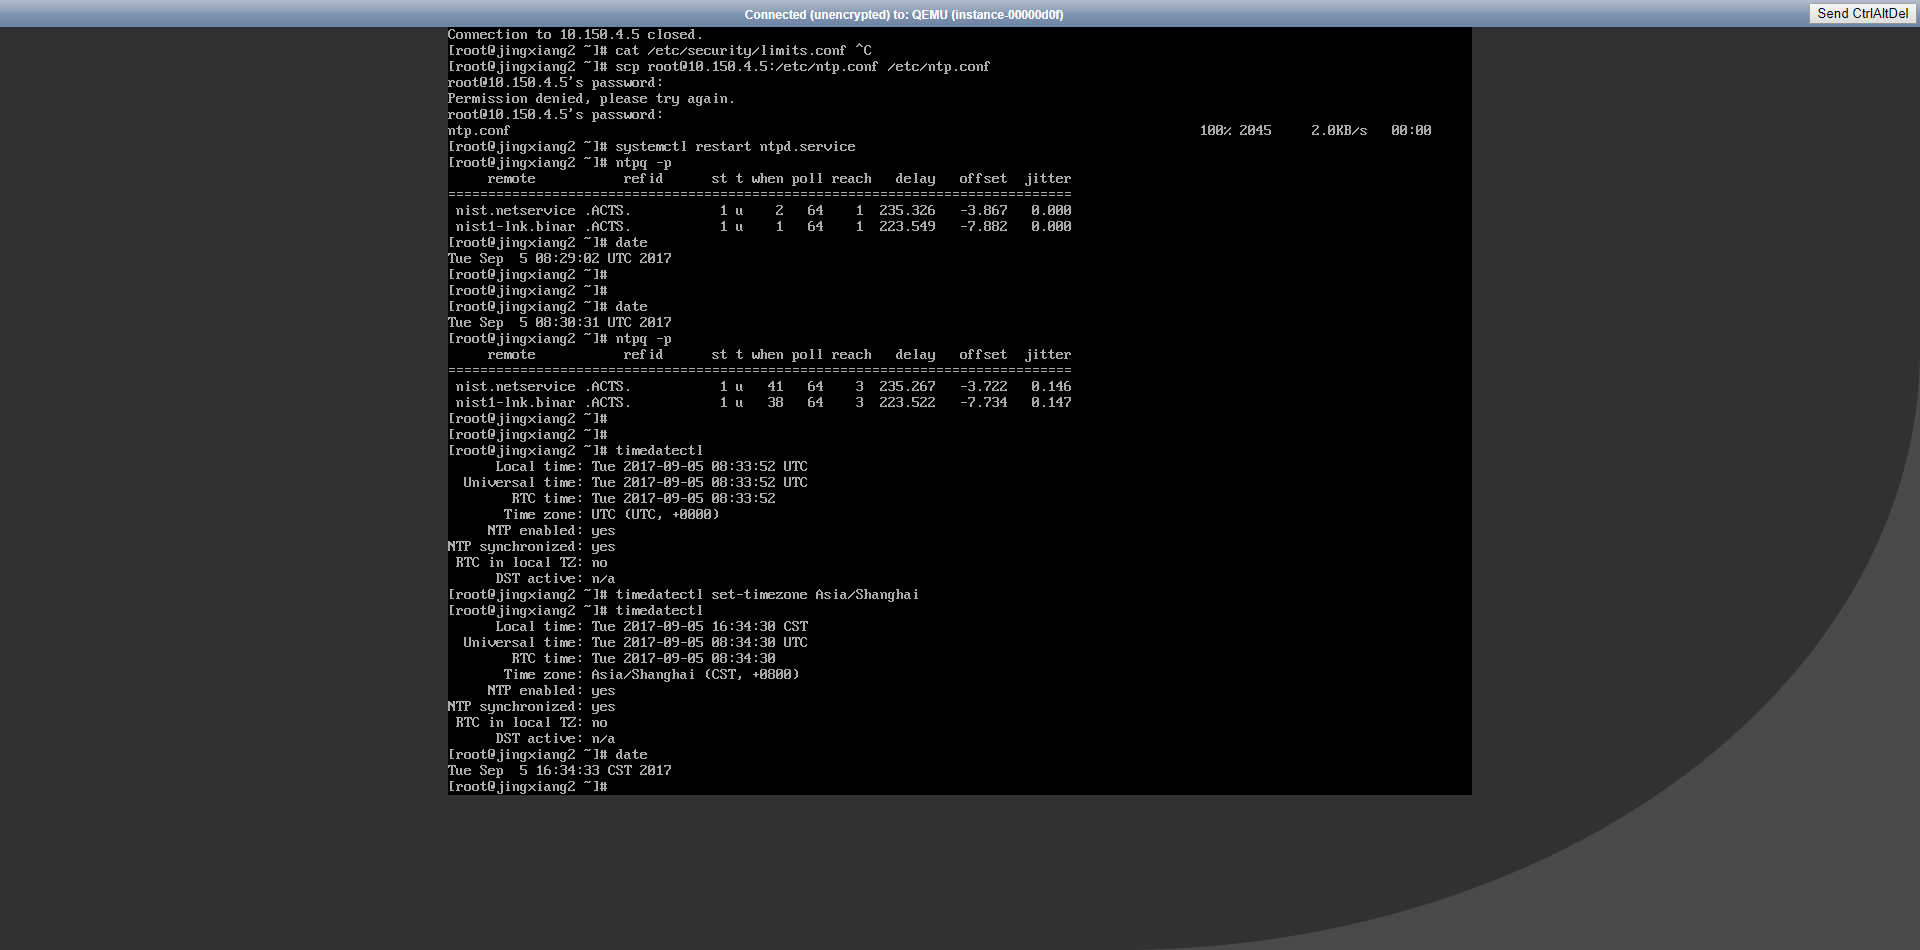 Connected (unencrypted) to: QEMU (instance-00000d0f)
Send CtrlAltDel
Connection to 10.150.4.5 closed.
[root@jingxiang2 ~]# cat /etc/security/limits.conf ^C
[root@jingxiang2 ~]# scp root@10.150.4.5:/etc/ntp.conf /etc/ntp.conf
root@10.150.4.5's password:
Permission denied, please try again.
root@10.150.4.5's password:
ntp.conf 100% 2045 2.0KB/s 00:00
[root@jingxiang2 ~]# systemctl restart ntpd.service
[root@jingxiang2 ~]# ntpq -p
remote refid st t when poll reach delay offset jitter
==============================================================================
nist.netservice .ACTS. 1 u 2 64 1 235.326 -3.867 0.000
nist1-lnk.binar .ACTS. 1 u 1 64 1 223.549 -7.882 0.000
[root@jingxiang2 ~]# date
Tue Sep  5 08:29:02 UTC 2017
[root@jingxiang2 ~]#
[root@jingxiang2 ~]#
[root@jingxiang2 ~]# date
Tue Sep  5 08:30:31 UTC 2017
[root@jingxiang2 ~]# ntpq -p
remote refid st t when poll reach delay offset jitter
==============================================================================
nist.netservice .ACTS. 1 u 41 64 3 235.267 -3.722 0.146
nist1-lnk.binar .ACTS. 1 u 38 64 3 223.522 -7.734 0.147
[root@jingxiang2 ~]#
[root@jingxiang2 ~]#
[root@jingxiang2 ~]# timedatectl
Local time: Tue 2017-09-05 08:33:52 UTC
Universal time: Tue 2017-09-05 08:33:52 UTC
RTC time: Tue 2017-09-05 08:33:52
Time zone: UTC (UTC, +0000)
NTP enabled: yes
NTP synchronized: yes
RTC in local TZ: no
DST active: n/a
[root@jingxiang2 ~]# timedatectl set-timezone Asia/Shanghai
[root@jingxiang2 ~]# timedatectl
Local time: Tue 2017-09-05 16:34:30 CST
Universal time: Tue 2017-09-05 08:34:30 UTC
RTC time: Tue 2017-09-05 08:34:30
Time zone: Asia/Shanghai (CST, +0800)
NTP enabled: yes
NTP synchronized: yes
RTC in local TZ: no
DST active: n/a
[root@jingxiang2 ~]# date
Tue Sep  5 16:34:33 CST 2017
[root@jingxiang2 ~]#